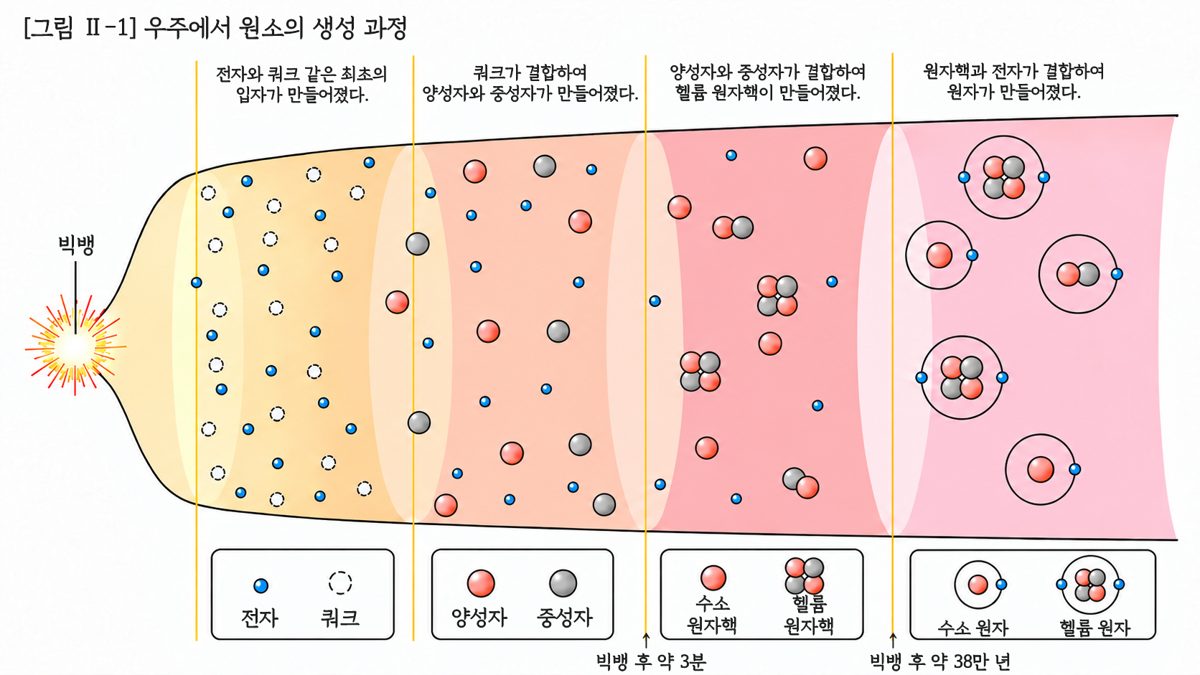 [그림 Ⅱ-1] 우주에서 원소의 생성 과정
전자와 쿼크 같은 최초의
입자가 만들어졌다.
쿼크가 결합하여
양성자와 중성자가 만들어졌다.
양성자와 중성자가 결합하여
헬륨 원자핵이 만들어졌다.
원자핵과 전자가 결합하여
원자가 만들어졌다.
빅뱅
전자
쿼크
양성자
중성자
수소
원자핵
헬륨
원자핵
수소 원자
헬륨 원자
빅뱅 후 약 3분
빅뱅 후 약 38만 년